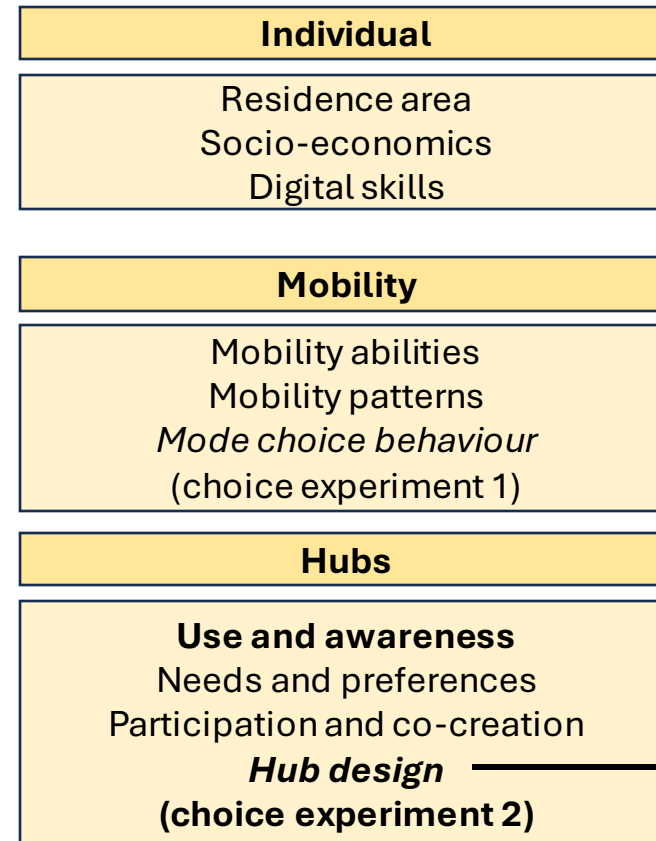 Individual
Residence area
Socio-economics
Digital skills
Mobility
Mobility abilities
Mobility patterns
Mode choice behaviour
(choice experiment 1)
Hubs
Use and awareness
Needs and preferences
Participation and co-creation
Hub design
(choice experiment 2)